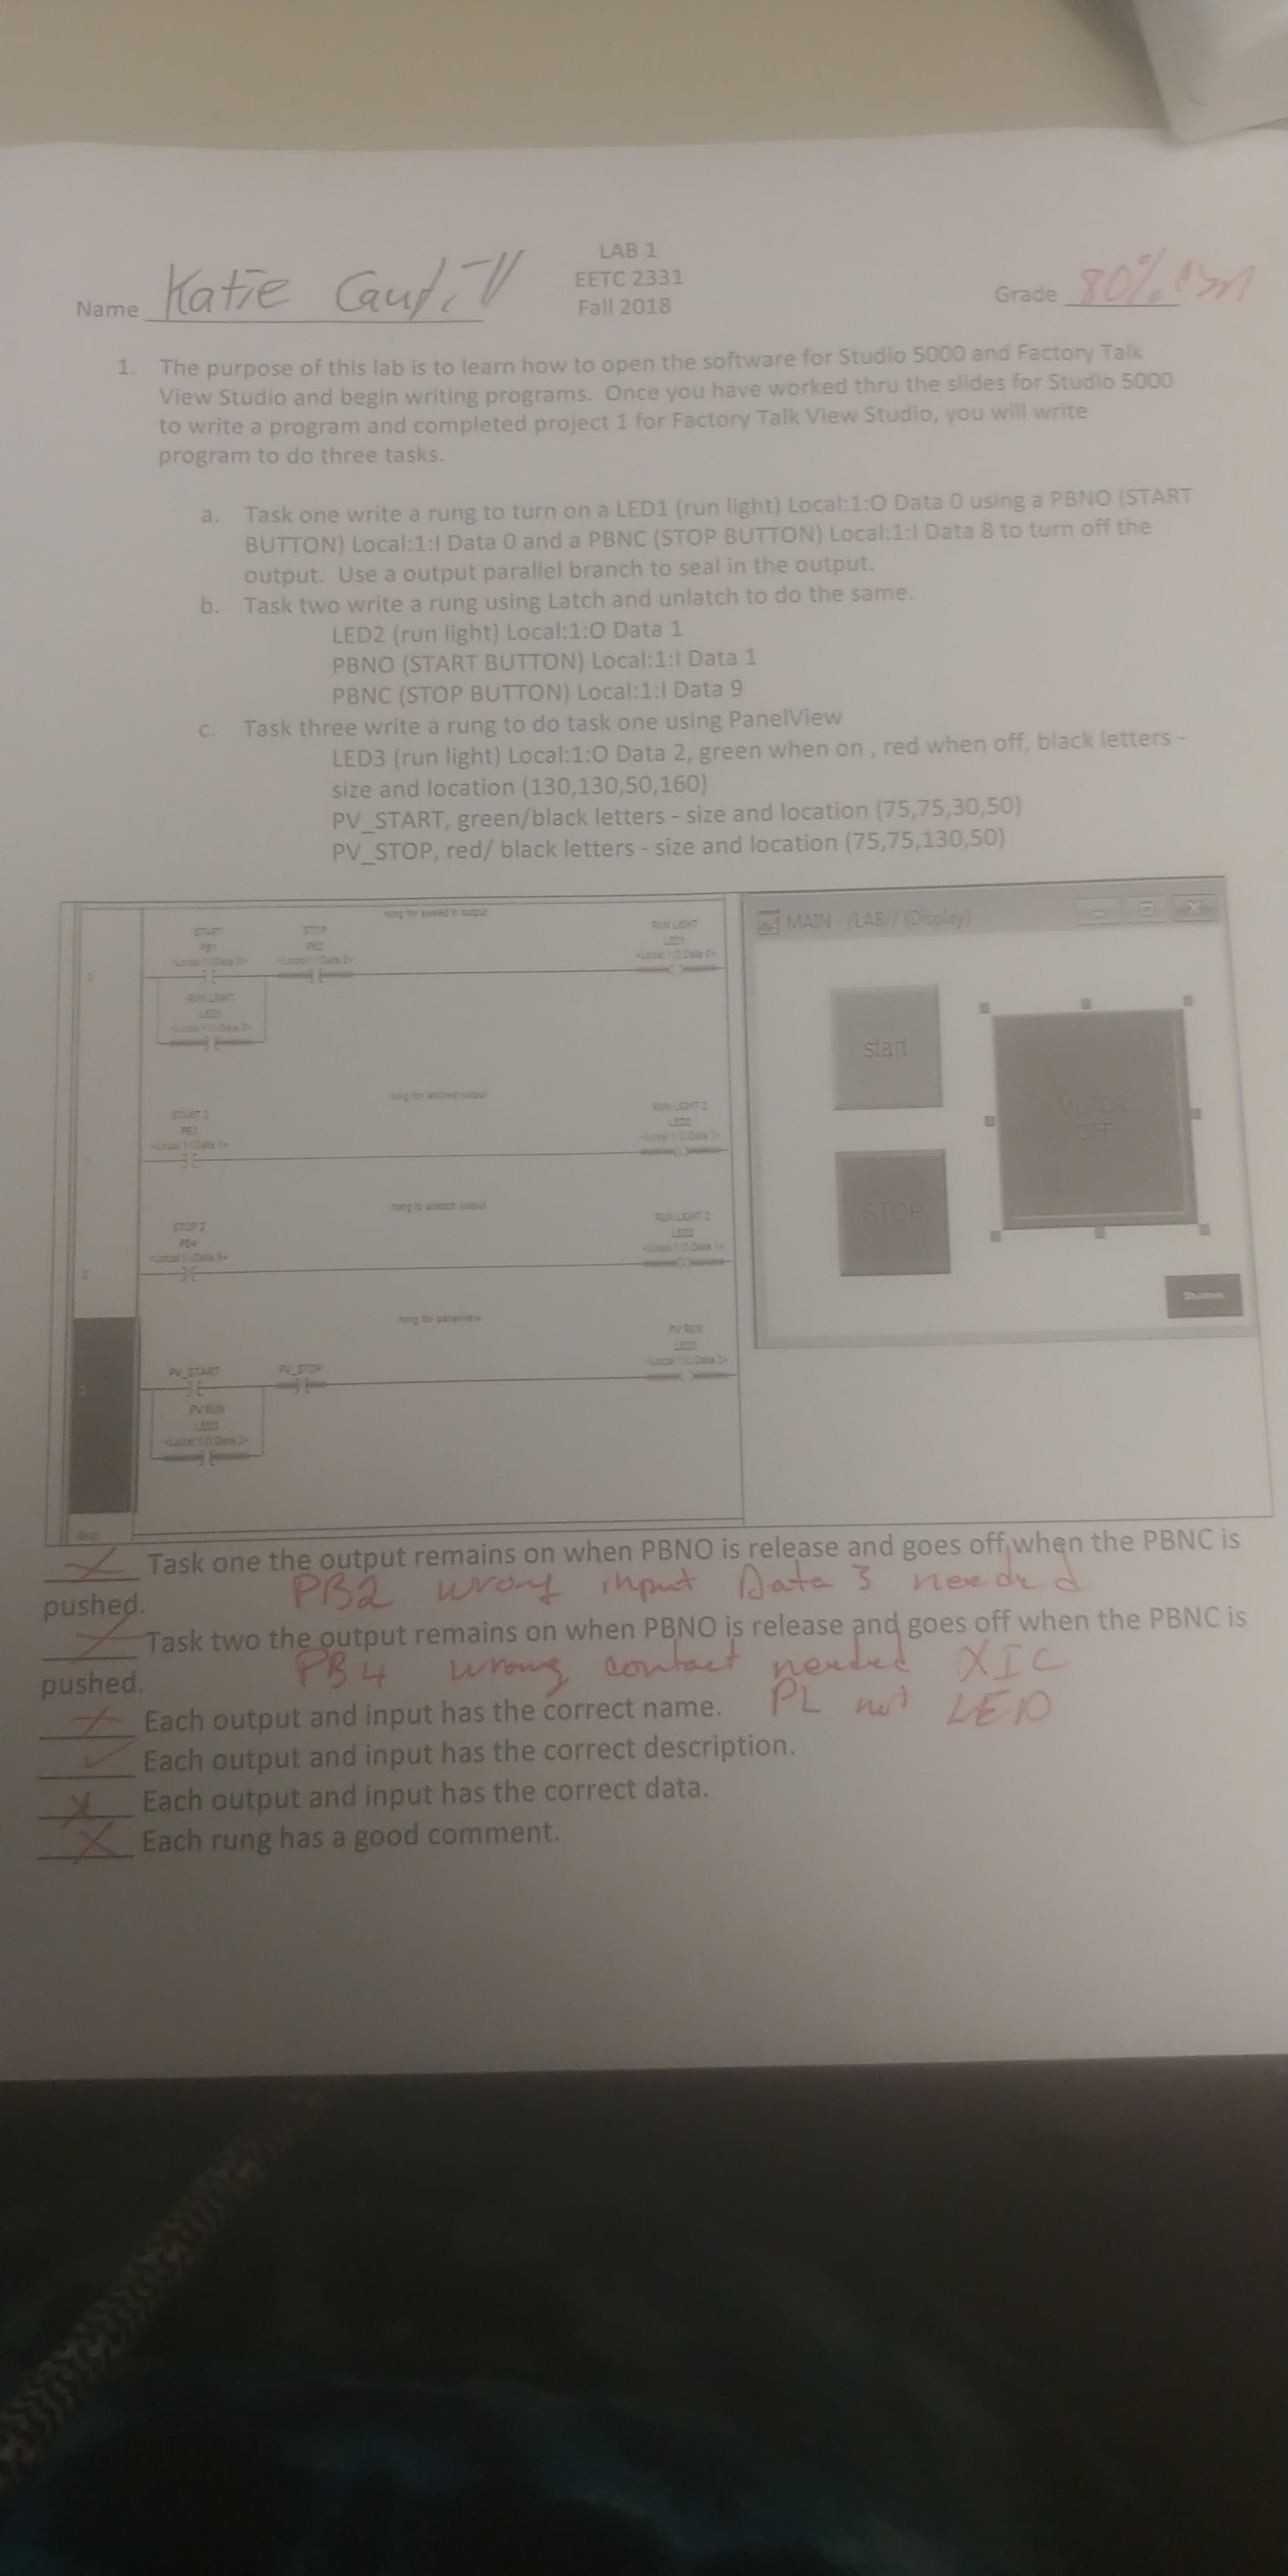 LAB 1
EETC 2331
Fall 2018
Name Katie Caudill
Grade 80%
1. The purpose of this lab is to learn how to open the software for Studio 5000 and Factory Talk
View Studio and begin writing programs. Once you have worked thru the slides for Studio 5000
to write a program and completed project 1 for Factory Talk View Studio, you will write
program to do three tasks.
a. Task one write a rung to turn on a LED1 (run light) Local:1:O Data 0 using a PBNO (START
BUTTON) Local:1:I Data 0 and a PBNC (STOP BUTTON) Local:1:I Data 8 to turn off the
output. Use a output parallel branch to seal in the output.
b. Task two write a rung using Latch and unlatch to do the same.
LED2 (run light) Local:1:O Data 1
PBNO (START BUTTON) Local:1:I Data 1
PBNC (STOP BUTTON) Local:1:I Data 9
c. Task three write a rung to do task one using PanelView
LED3 (run light) Local:1:O Data 2, green when on , red when off, black letters -
size and location (130,130,50,160)
PV_START, green/black letters - size and location (75,75,30,50)
PV_STOP, red/ black letters - size and location (75,75,130,50)
rung for sealed in output
START
PB1
STOP
PB2
RUN LIGHT
LED1
RUN LIGHT
LED1
rung for latched output
START 2
PB3
RUN LIGHT 2
LED2
rung to unlatch output
STOP 2
PB4
RUN LIGHT 2
LED2
rung for panelview
PV_START
PV_STOP
PV RUN
LED3
PV RUN
LED3
MAIN - /LAB// (Display)
start
MOTOR
OFF
STOP
Task one the output remains on when PBNO is release and goes off when the PBNC is
pushed. PB2 wrong input Data 3 needed
Task two the output remains on when PBNO is release and goes off when the PBNC is
pushed. PB4 wrong contact needed XIC
Each output and input has the correct name. PL not LED
Each output and input has the correct description.
Each output and input has the correct data.
Each rung has a good comment.